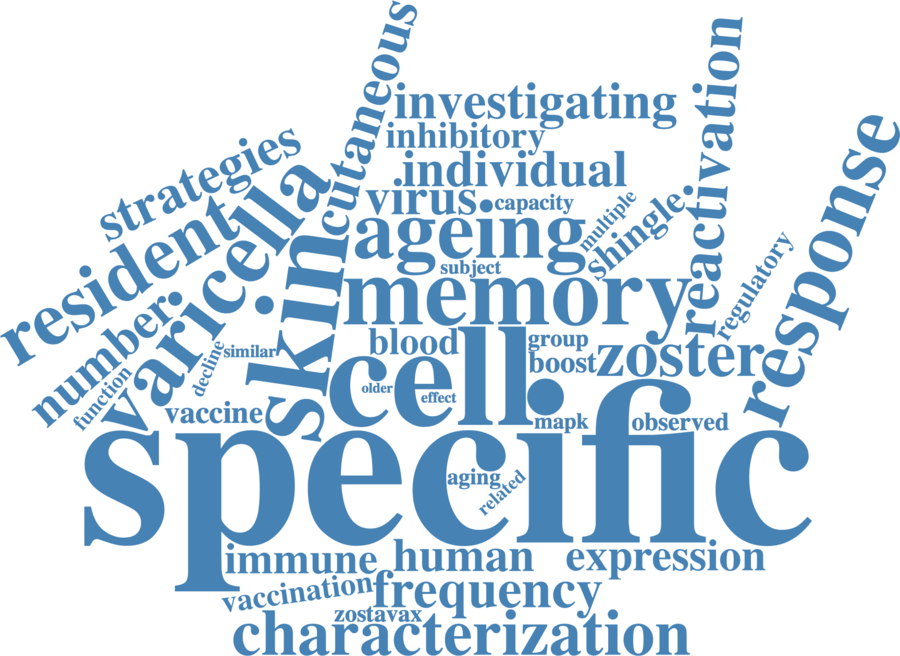 cutaneous
reactivation
investigating
inhibitory
response
strategies
individual
varicella
virus
capacity
multiple
shingle
resident
ageing
skin
subject
regulatory
memory
number
blood
group
zoster
decline
similar
boost
cell
function
older
effect
vaccine
mapk
observed
specific
aging
related
immune
human
expression
vaccination
frequency
zostavax
characterization